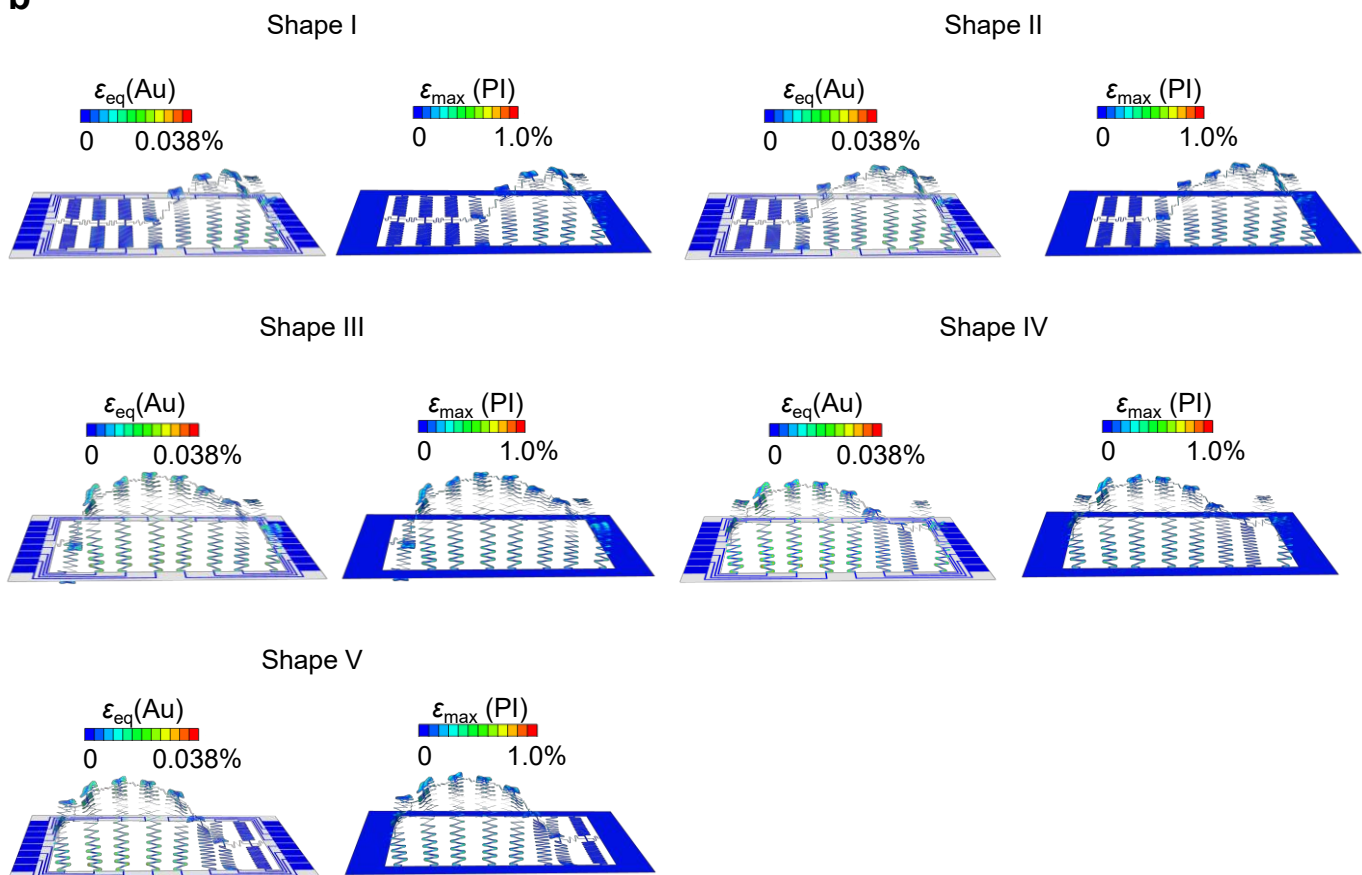 b
Shape I
Shape II
εeq(Au)
εmax (PI)
εeq(Au)
εmax (PI)
0 0.038%
0 1.0%
0 0.038%
0 1.0%
Shape III
Shape IV
εeq(Au)
εmax (PI)
εeq(Au)
εmax (PI)
0 0.038%
0 1.0%
0 0.038%
0 1.0%
Shape V
εeq(Au)
εmax (PI)
0 0.038%
0 1.0%